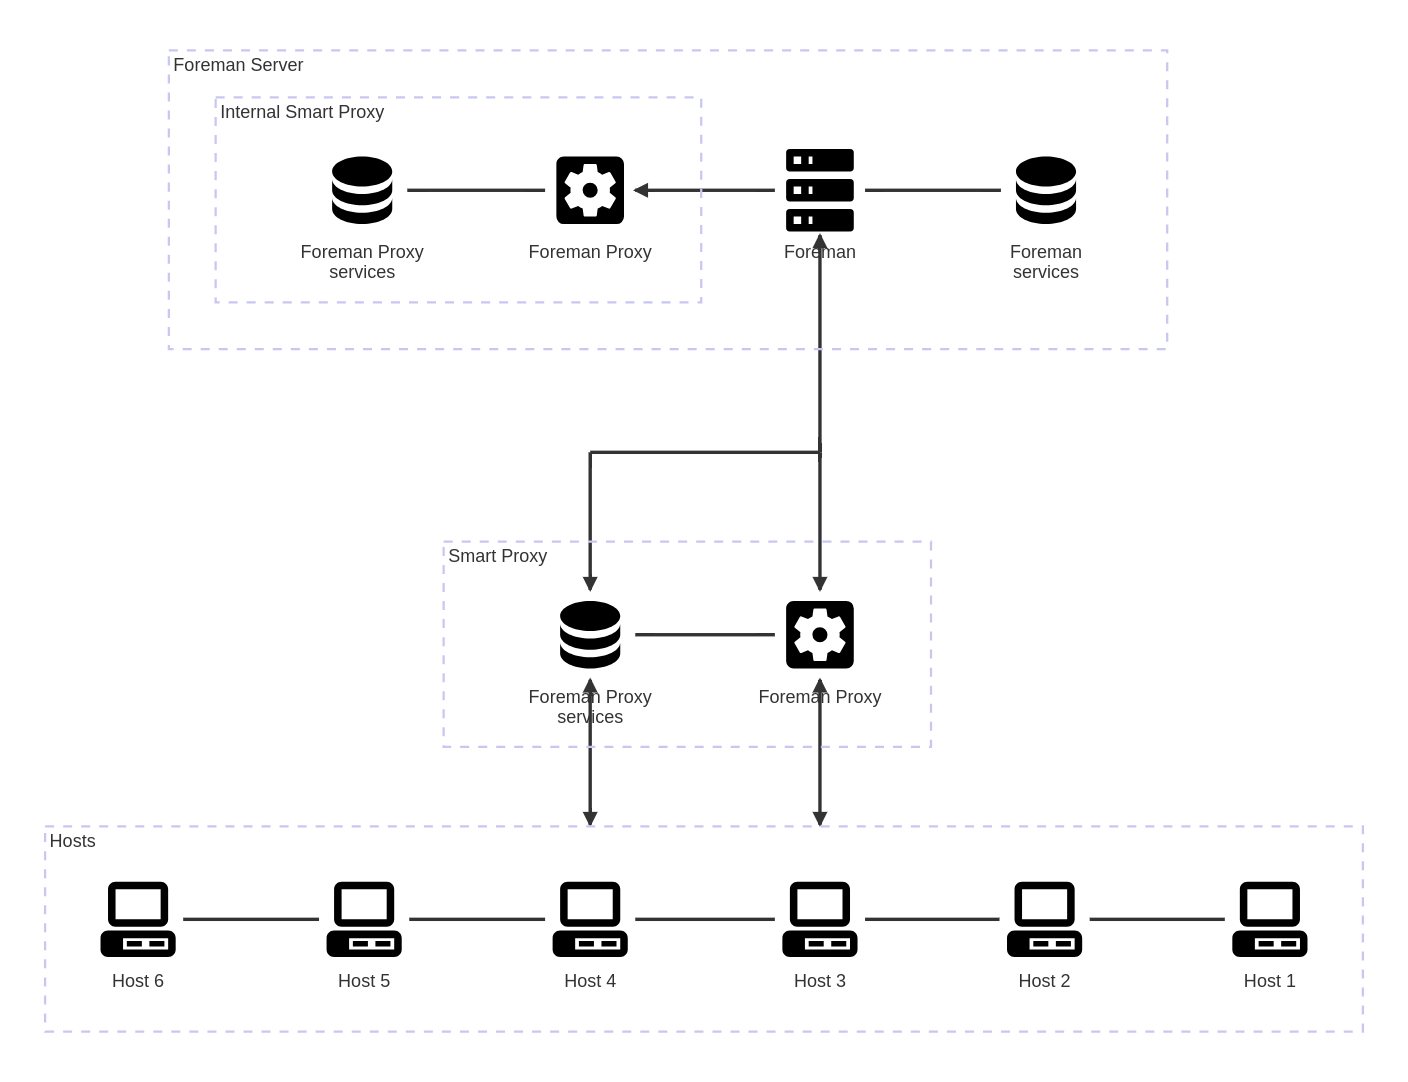 Foreman Server
Internal Smart Proxy
Foreman Proxy
services
Foreman Proxy
Foreman
Foreman
services
Smart Proxy
Foreman Proxy
services
Foreman Proxy
Hosts
Host 6
Host 5
Host 4
Host 3
Host 2
Host 1